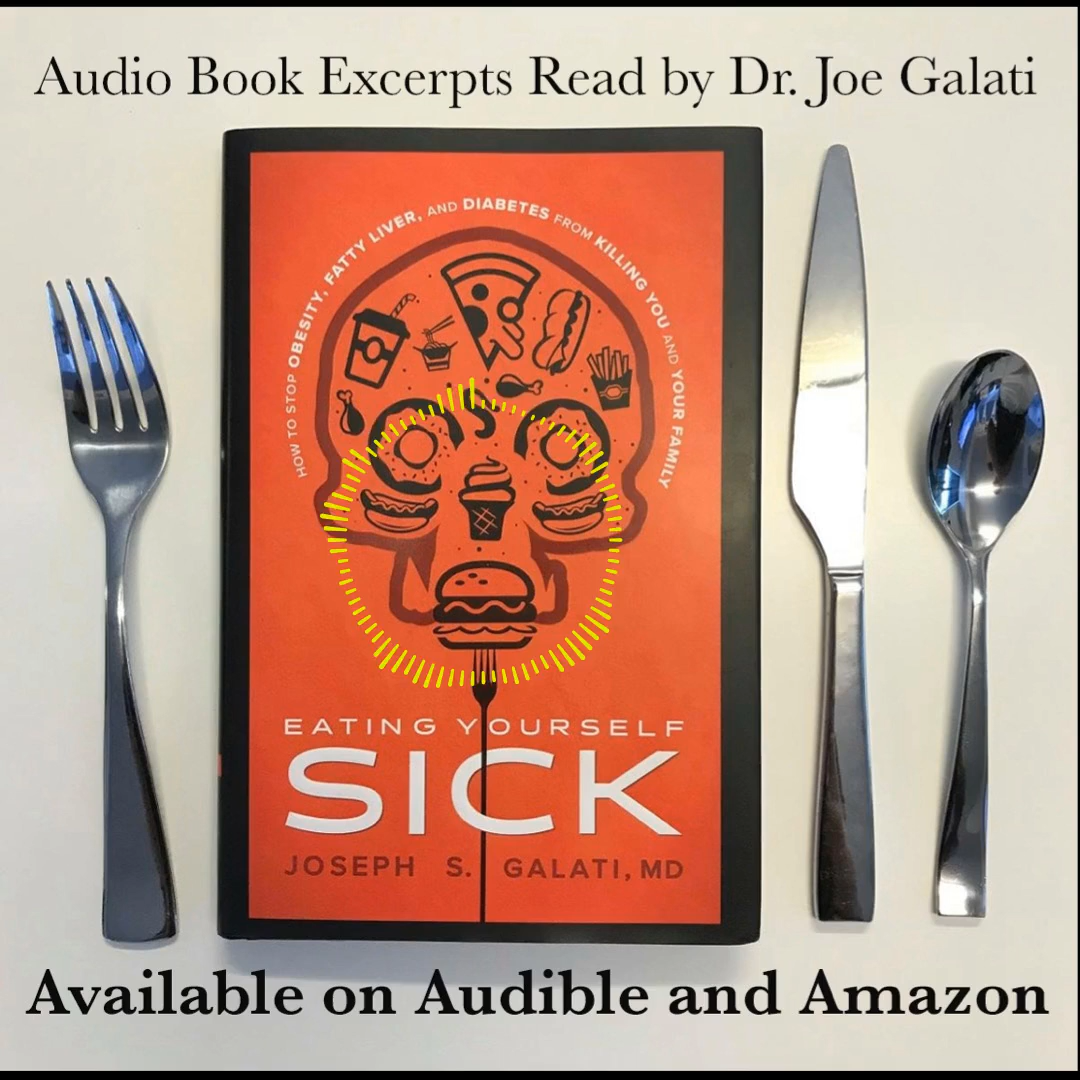 Audio Book Excerpts Read by Dr. Joe Galati
HOW TO STOP OBESITY, FATTY LIVER, AND DIABETES FROM KILLING YOU AND YOUR FAMILY
EATING YOURSELF
SICK
JOSEPH S. GALATI, MD
Available on Audible and Amazon